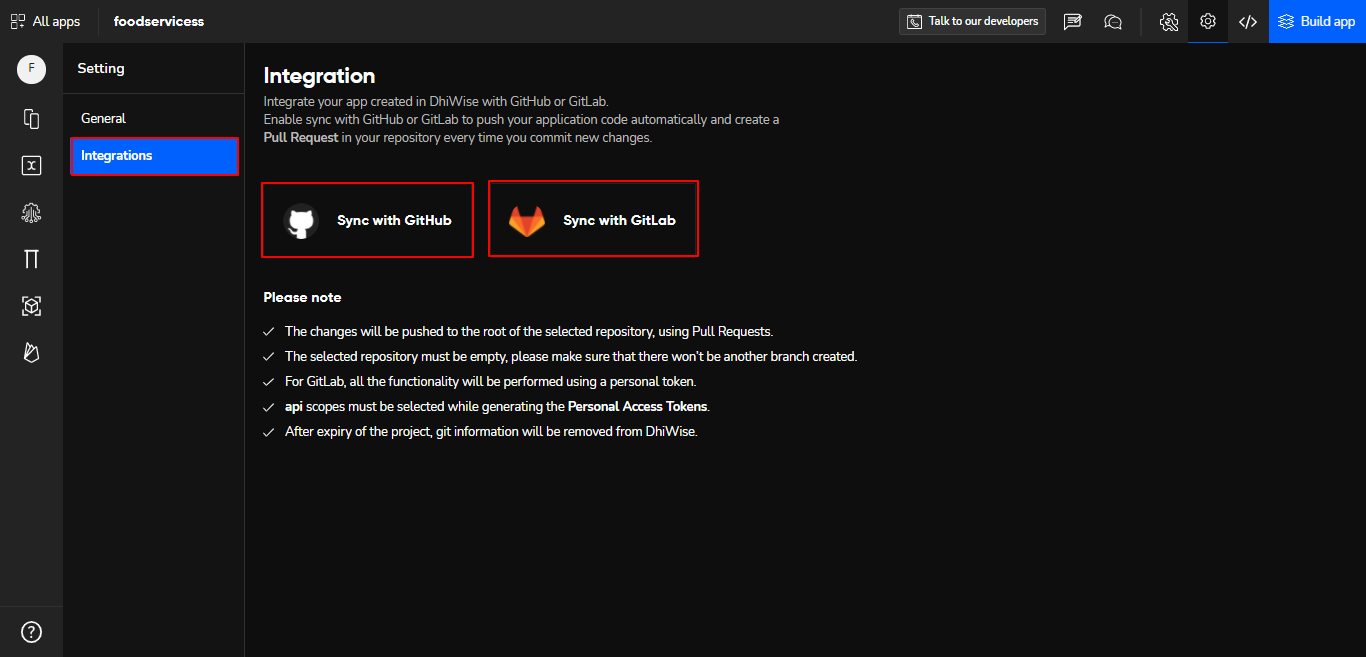 All apps
foodservicess
Talk to our developers
Build app
F
Setting
General
Integrations
Integration
Integrate your app created in DhiWise with GitHub or GitLab.
Enable sync with GitHub or GitLab to push your application code automatically and create a
Pull Request in your repository every time you commit new changes.
Sync with GitHub
Sync with GitLab
Please note
The changes will be pushed to the root of the selected repository, using Pull Requests.
The selected repository must be empty, please make sure that there won't be another branch created.
For GitLab, all the functionality will be performed using a personal token.
api scopes must be selected while generating the Personal Access Tokens.
After expiry of the project, git information will be removed from DhiWise.